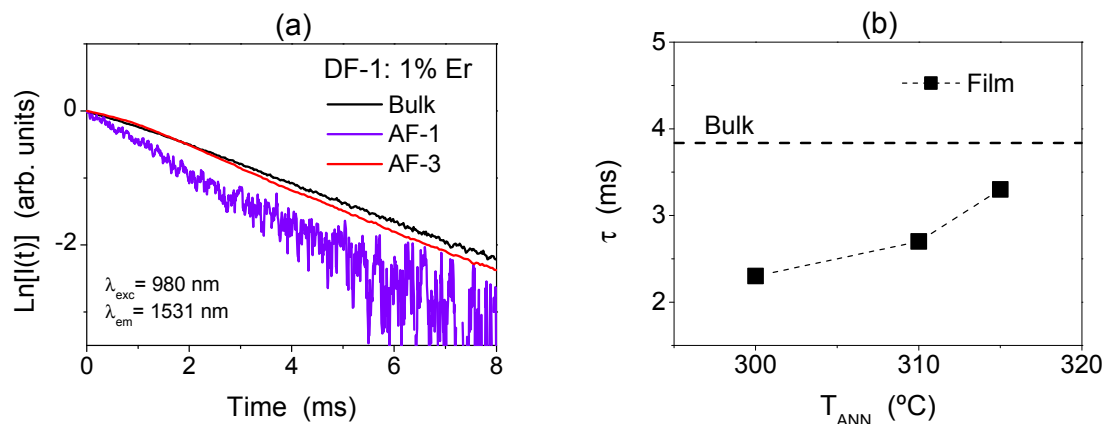 (a)
DF-1: 1% Er
Bulk
AF-1
AF-3
Ln[I(t)] (arb. units)
0
−2
λexc= 980 nm
λem= 1531 nm
0 2 4 6 8
Time (ms)
(b)
Film
Bulk
τ (ms)
5
4
3
2
300 310 320
TANN (ºC)